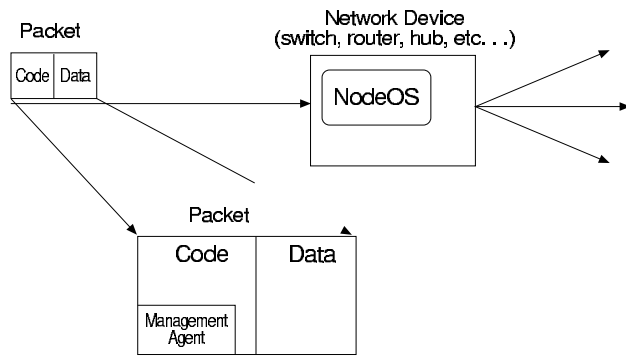 Packet
Code Data
Network Device
(switch, router, hub, etc. . . )
NodeOS
Packet
Code Data
Management
Agent